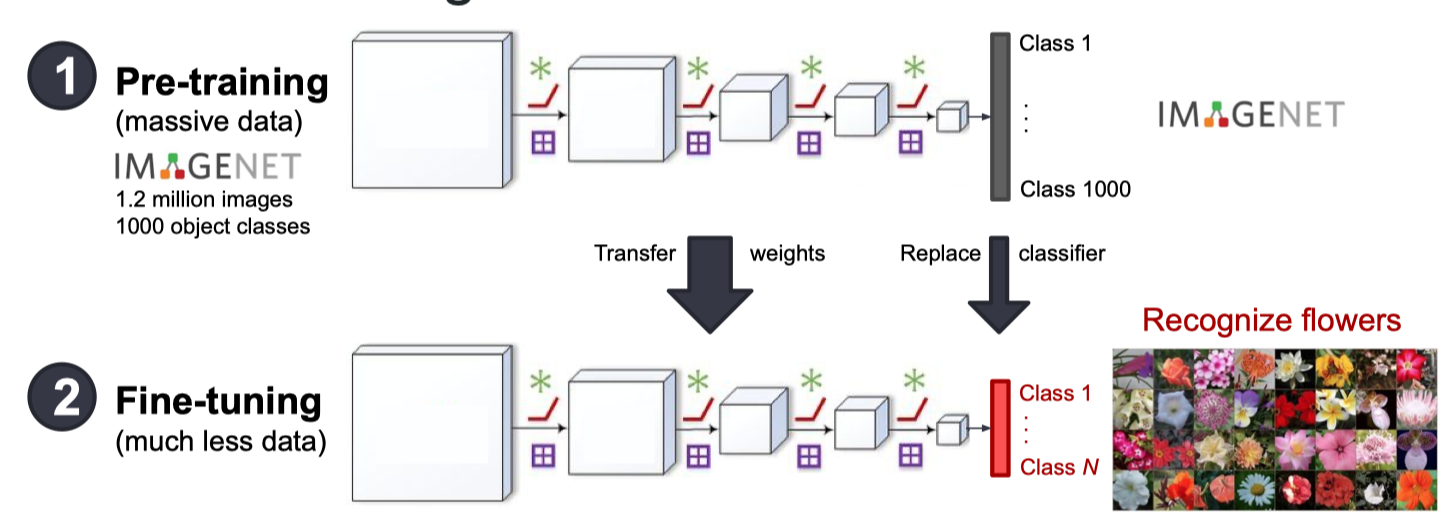 1
Pre-training
(massive data)
IMAGENET
1.2 million images
1000 object classes
Class 1
⋮
Class 1000
IMAGENET
Transfer weights
Replace classifier
2
Fine-tuning
(much less data)
Class 1
⋮
Class N
Recognize flowers